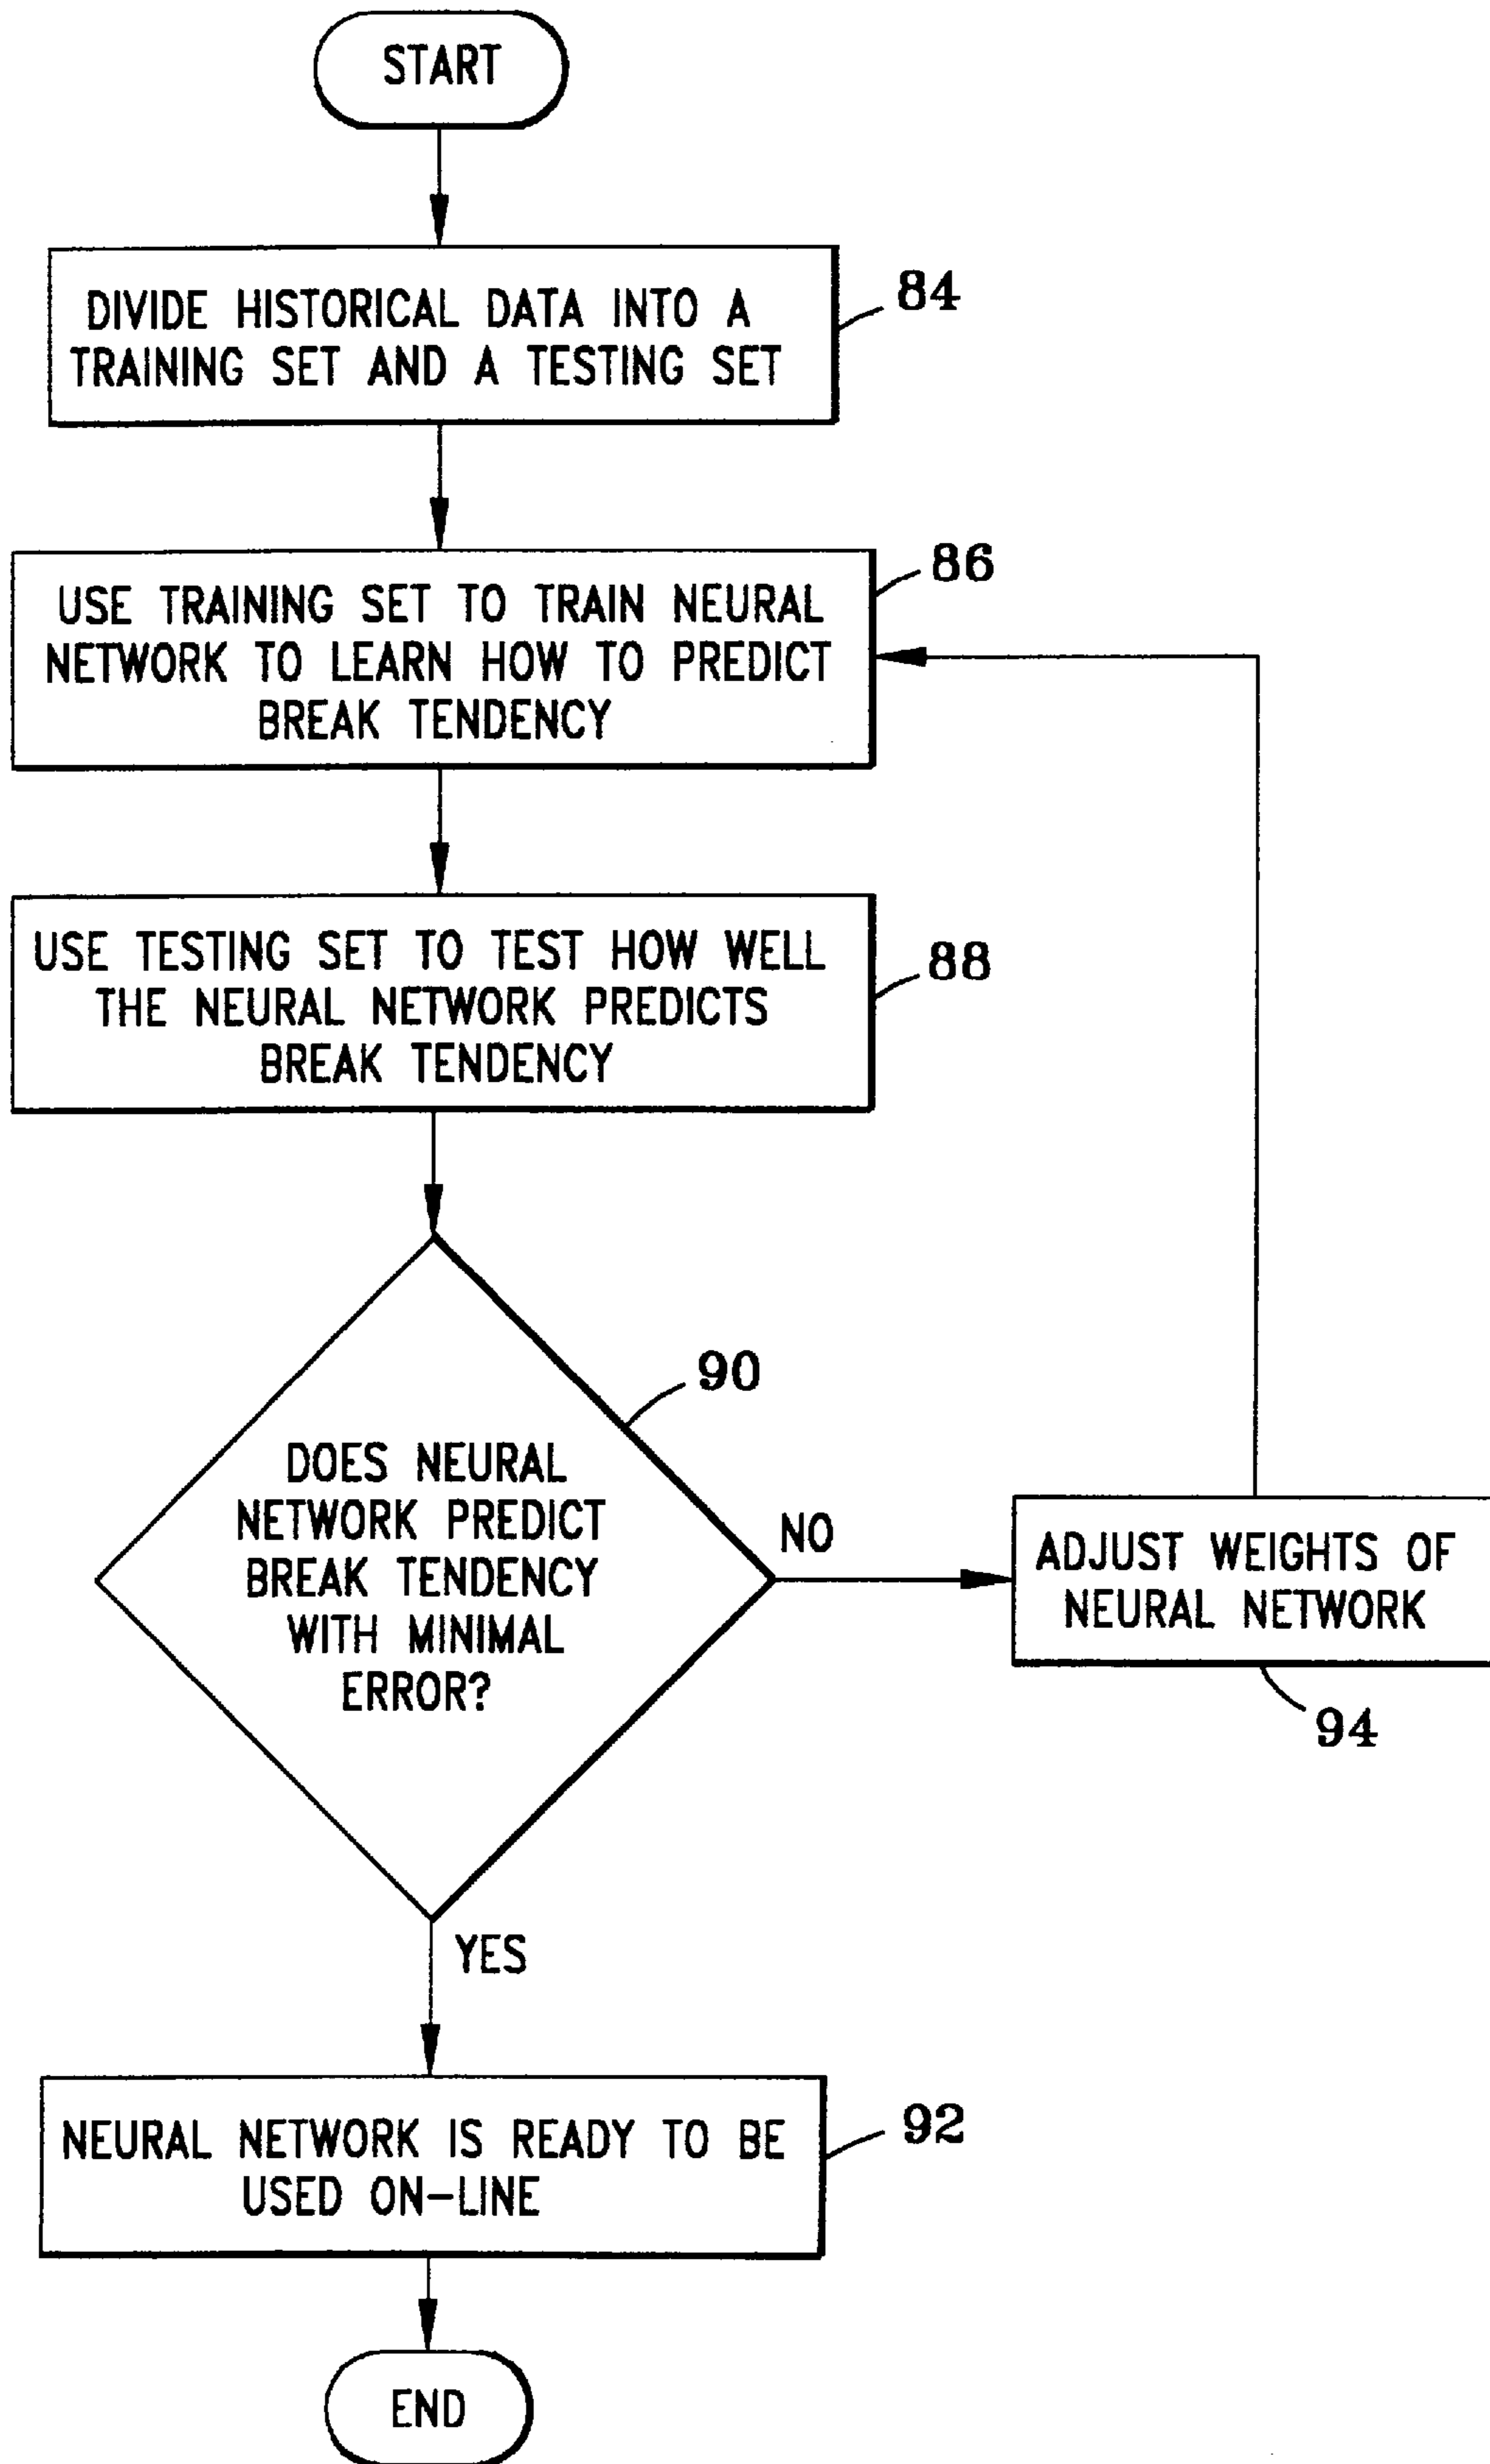 START
DIVIDE HISTORICAL DATA INTO A
TRAINING SET AND A TESTING SET
84
USE TRAINING SET TO TRAIN NEURAL
NETWORK TO LEARN HOW TO PREDICT
BREAK TENDENCY
86
USE TESTING SET TO TEST HOW WELL
THE NEURAL NETWORK PREDICTS
BREAK TENDENCY
88
DOES NEURAL
NETWORK PREDICT
BREAK TENDENCY
WITH MINIMAL
ERROR?
90
NO
ADJUST WEIGHTS OF
NEURAL NETWORK
94
YES
NEURAL NETWORK IS READY TO BE
USED ON-LINE
92
END